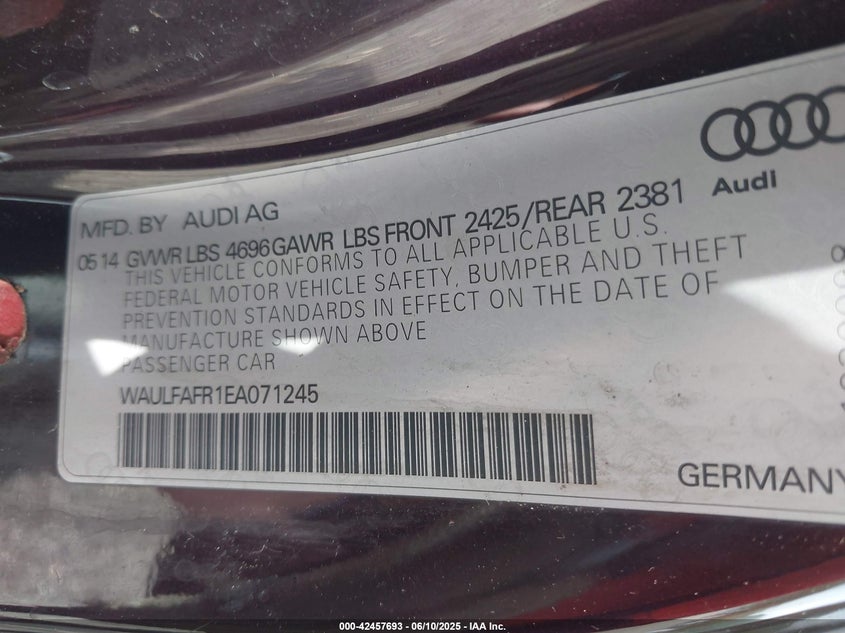 Audi
MFD. BY AUDI AG
05 14 GVWR LBS 4696 GAWR LBS FRONT 2425/REAR 2381
THIS VEHICLE CONFORMS TO ALL APPLICABLE U.S.
FEDERAL MOTOR VEHICLE SAFETY, BUMPER AND THEFT
PREVENTION STANDARDS IN EFFECT ON THE DATE OF
MANUFACTURE SHOWN ABOVE
PASSENGER CAR
WAULFAFR1EA071245
GERMANY
000-42457693 - 06/10/2025 - IAA Inc.